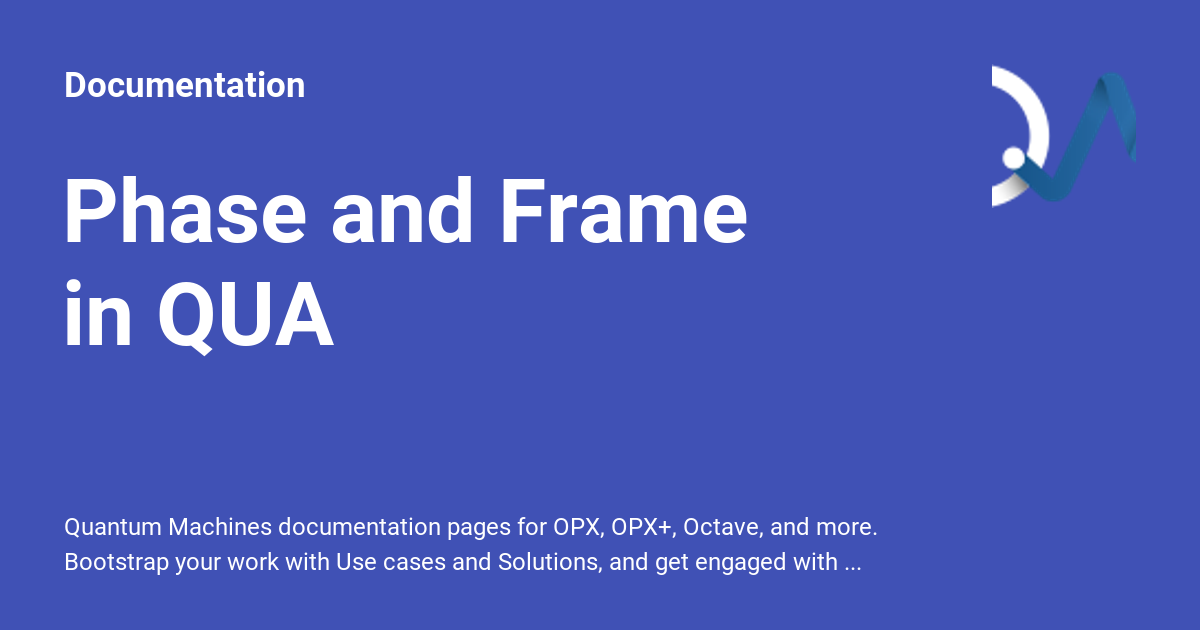 Documentation
Phase and Frame
in QUA
Quantum Machines documentation pages for OPX, OPX+, Octave, and more.
Bootstrap your work with Use cases and Solutions, and get engaged with ...